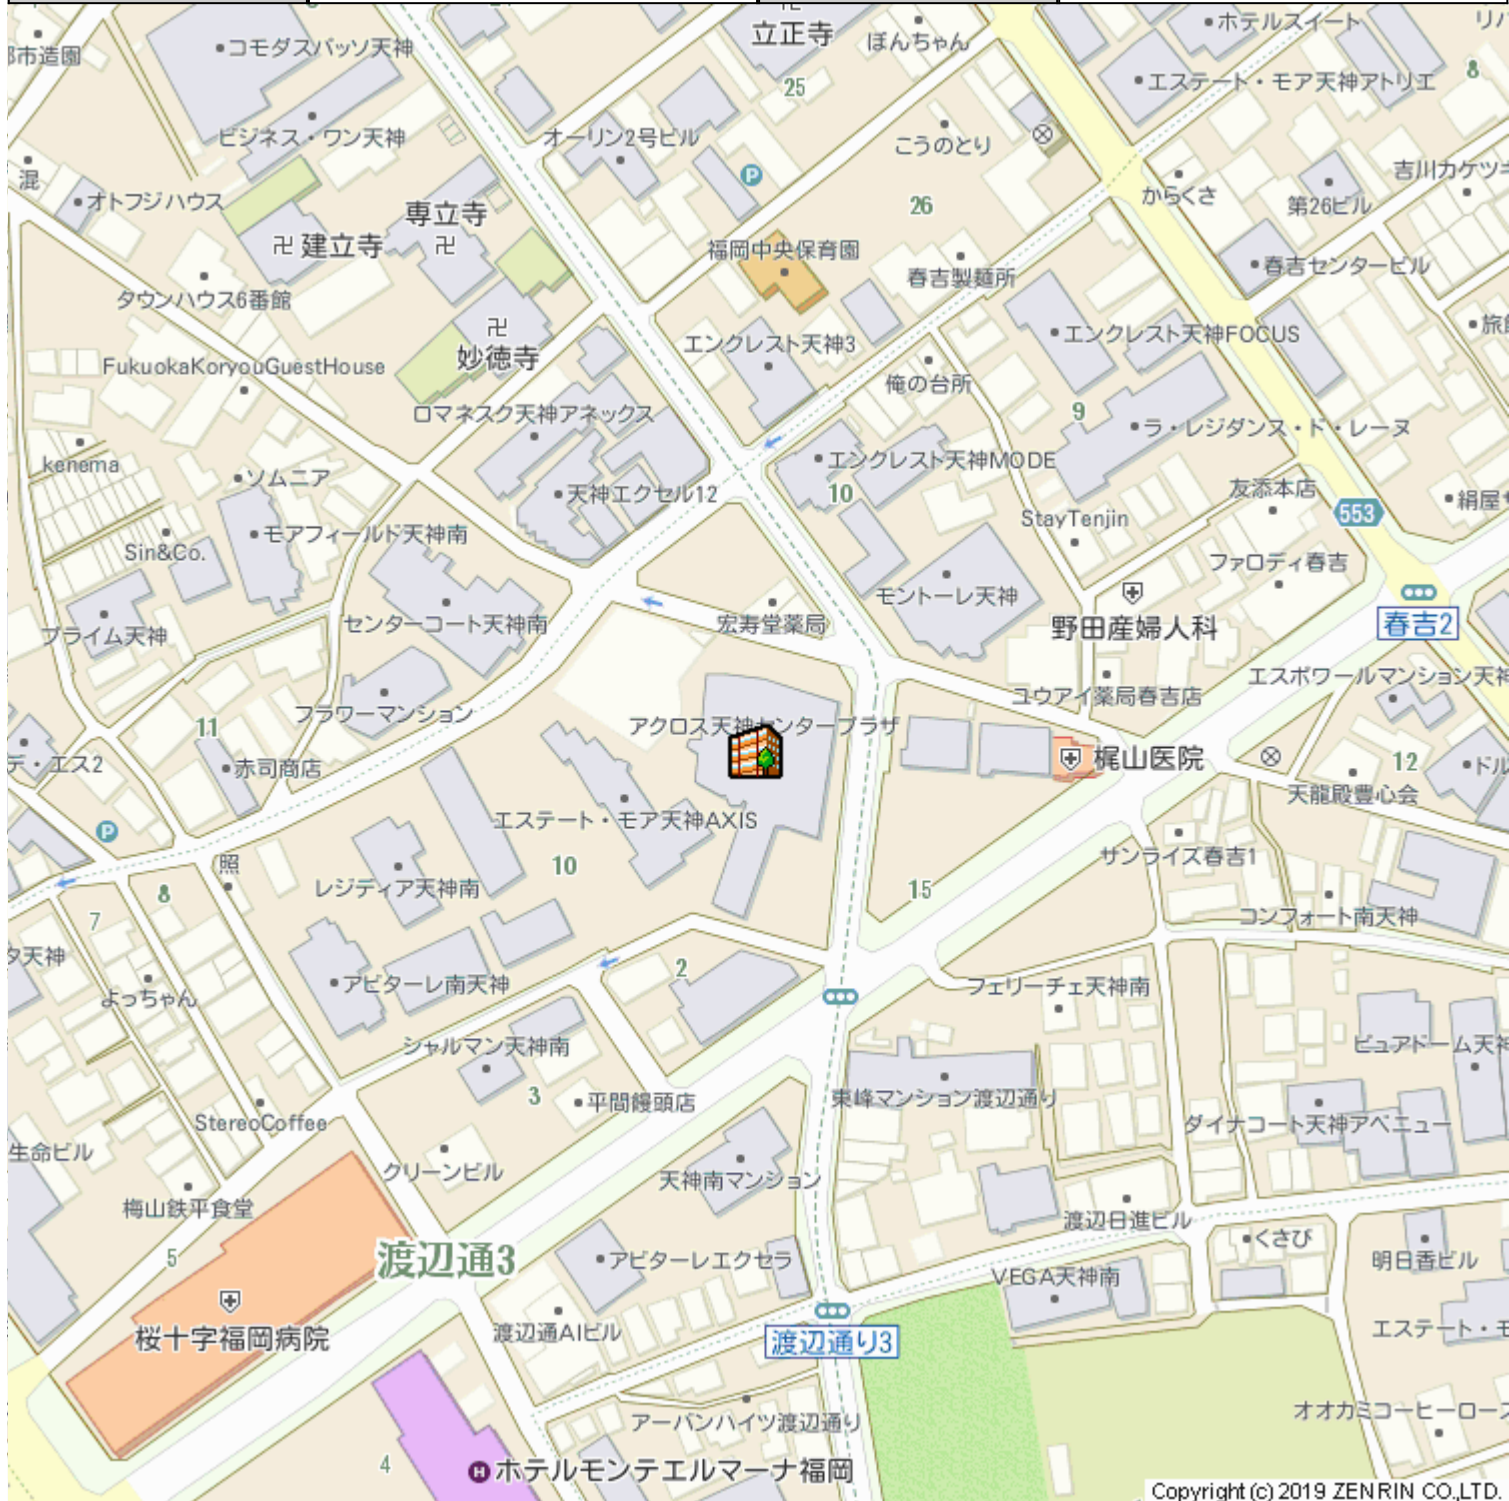 コモダスパッソ天神
立正寺
ぼんちゃん
ホテルスイート
都市造園
25
エステート・モア天神アトリエ
8
ビジネス・ワン天神
オーリン2号ビル
こうのとり
P
混
オトフジハウス
専立寺
26
からくさ
第26ビル
建立寺
福岡中央保育園
春吉製麺所
春吉センタービル
タウンハウス6番館
エンクレスト天神3
エンクレスト天神FOCUS
妙徳寺
FukuokaKoryouGuestHouse
俺の台所
ロマネスク天神アネックス
9
ラ・レジダンス・ド・レーヌ
kenema
ソムニア
エンクレスト天神MODE
天神エクセル12
10
友添本店
553
StayTenjin
モアフィールド天神南
Sin&Co.
ファロディ春吉
モントーレ天神
プライム天神
センターコート天神南
宏寿堂薬局
野田産婦人科
春吉2
エスポワールマンション天神
ユウアイ薬局春吉店
フラワーマンション
11
アクロス天神センタープラザ
デ・エス2
赤司商店
梶山医院
12
天龍殿豊心会
エステート・モア天神AXIS
P
照
サンライズ春吉1
レジディア天神南
10
8
7
15
コンフォート南天神
タ天神
2
アビターレ南天神
よっちゃん
フェリーチェ天神南
シャルマン天神南
ピュアドーム天神
3
平間饅頭店
東峰マンション渡辺通り
StereoCoffee
ダイナコート天神アベニュー
生命ビル
クリーンビル
天神南マンション
梅山鉄平食堂
渡辺日進ビル
5
渡辺通3
アビターレエクセラ
くさび
明日香ビル
VEGA天神南
桜十字福岡病院
渡辺通AIビル
渡辺通り3
エステート・モ
アーバンハイツ渡辺通り
オオカミコーヒーロース
4
H ホテルモンテエルマーナ福岡
Copyright (c) 2019 ZENRIN CO.,LTD.